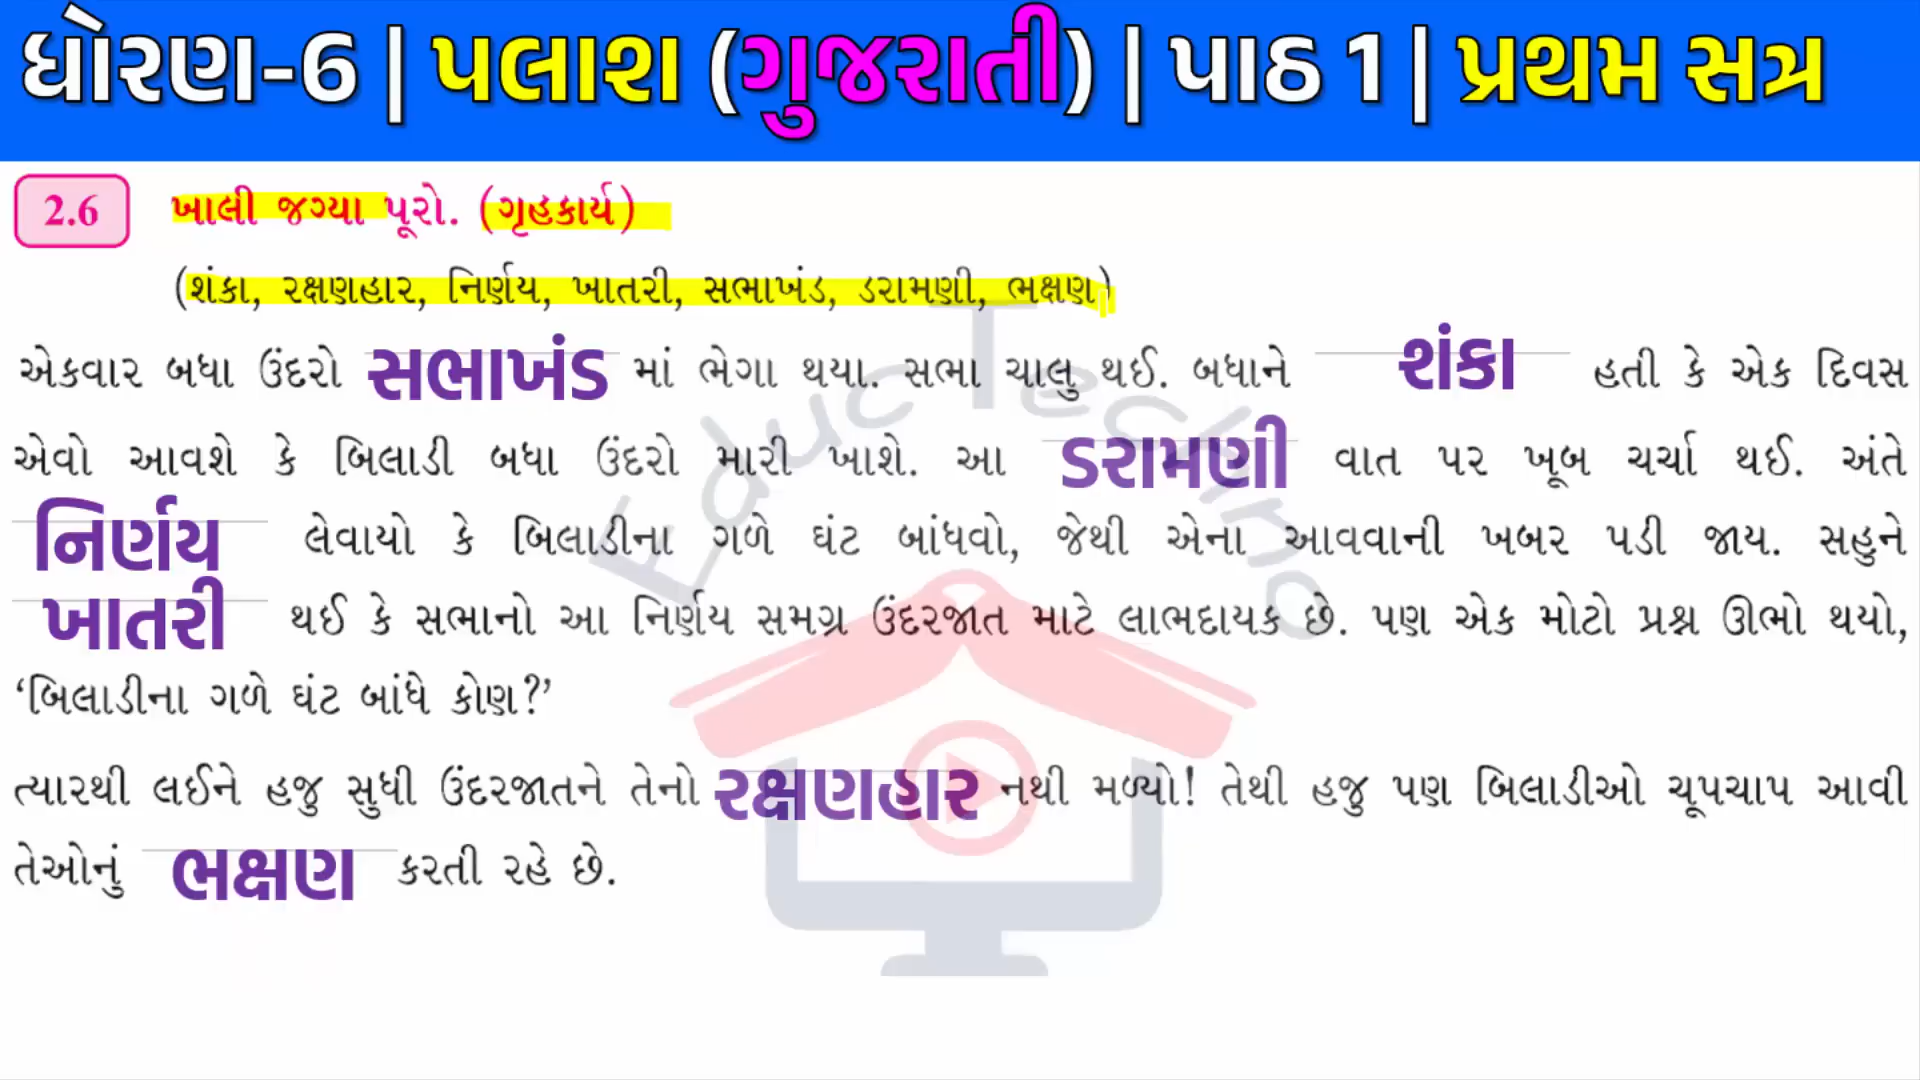 ધોરણ-6 | પલાશ (ગુજરાતી) | પાઠ 1 | પ્રથમ સત્ર
2.6 ખાલી જગ્યા પૂરો. (ગૃહકાર્ય)
(શંકા, રક્ષણહાર, નિર્ણય, ખાતરી, સભાખંડ, ડરામણી, ભક્ષણ)
એકવાર બધા ઉંદરો સભાખંડ માં ભેગા થયા. સભા ચાલુ થઈ. બધાને શંકા હતી કે એક દિવસ
એવો આવશે કે બિલાડી બધા ઉંદરો મારી ખાશે. આ ડરામણી વાત પર ખૂબ ચર્ચા થઈ. અંતે
નિર્ણય લેવાયો કે બિલાડીના ગળે ઘંટ બાંધવો, જેથી એના આવવાની ખબર પડી જાય. સહુને
ખાતરી થઈ કે સભાનો આ નિર્ણય સમગ્ર ઉંદરજાત માટે લાભદાયક છે. પણ એક મોટો પ્રશ્ન ઊભો થયો,
‘બિલાડીના ગળે ઘંટ બાંધે કોણ?’
ત્યારથી લઈને હજુ સુધી ઉંદરજાતને તેનો રક્ષણહાર નથી મળ્યો! તેથી હજુ પણ બિલાડીઓ ચૂપચાપ આવી
તેઓનું ભક્ષણ કરતી રહે છે.
EducTechno